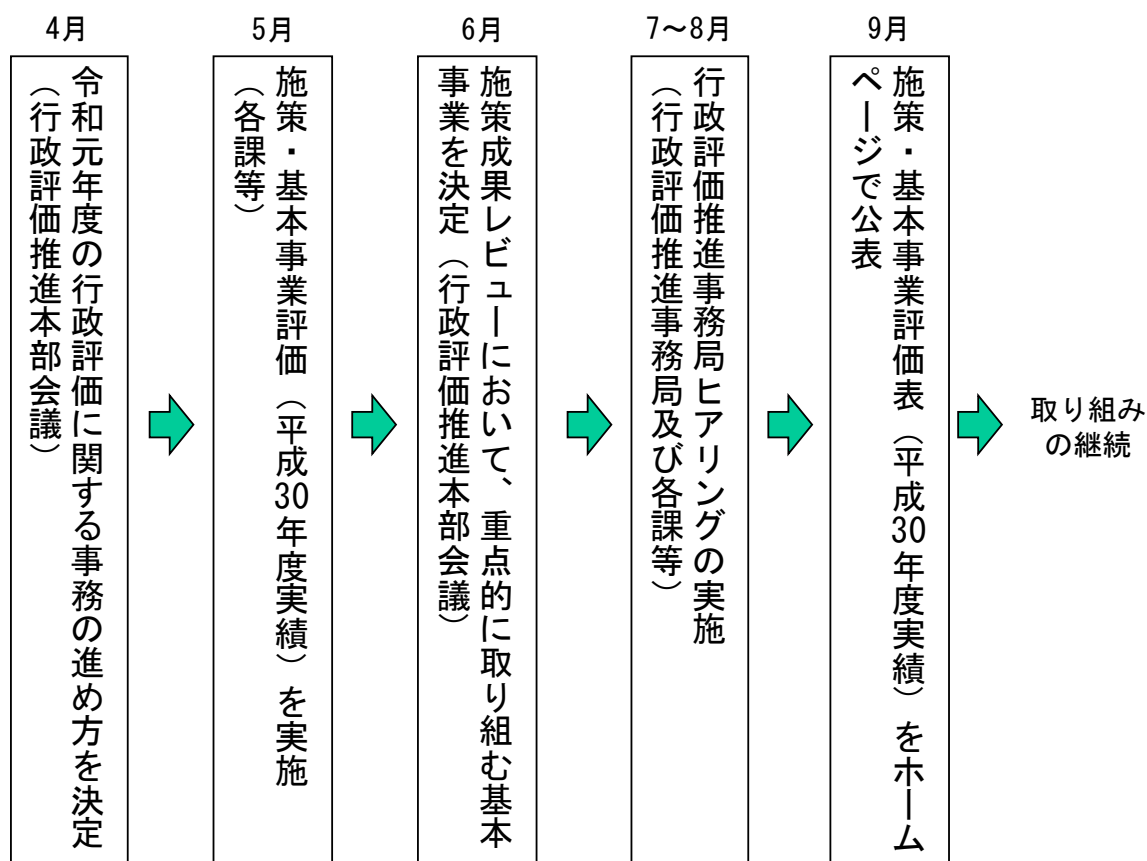 4月
令和元年度の行政評価に関する事務の進め方を決定
（行政評価推進本部会議）
5月
施策・基本事業評価（平成30年度実績）を実施
（各課等）
6月
施策成果レビューにおいて、重点的に取り組む基本
事業を決定（行政評価推進本部会議）
7～8月
行政評価推進事務局ヒアリングの実施
（行政評価推進事務局及び各課等）
9月
施策・基本事業評価表（平成30年度実績）をホーム
ページで公表
取り組み
の継続